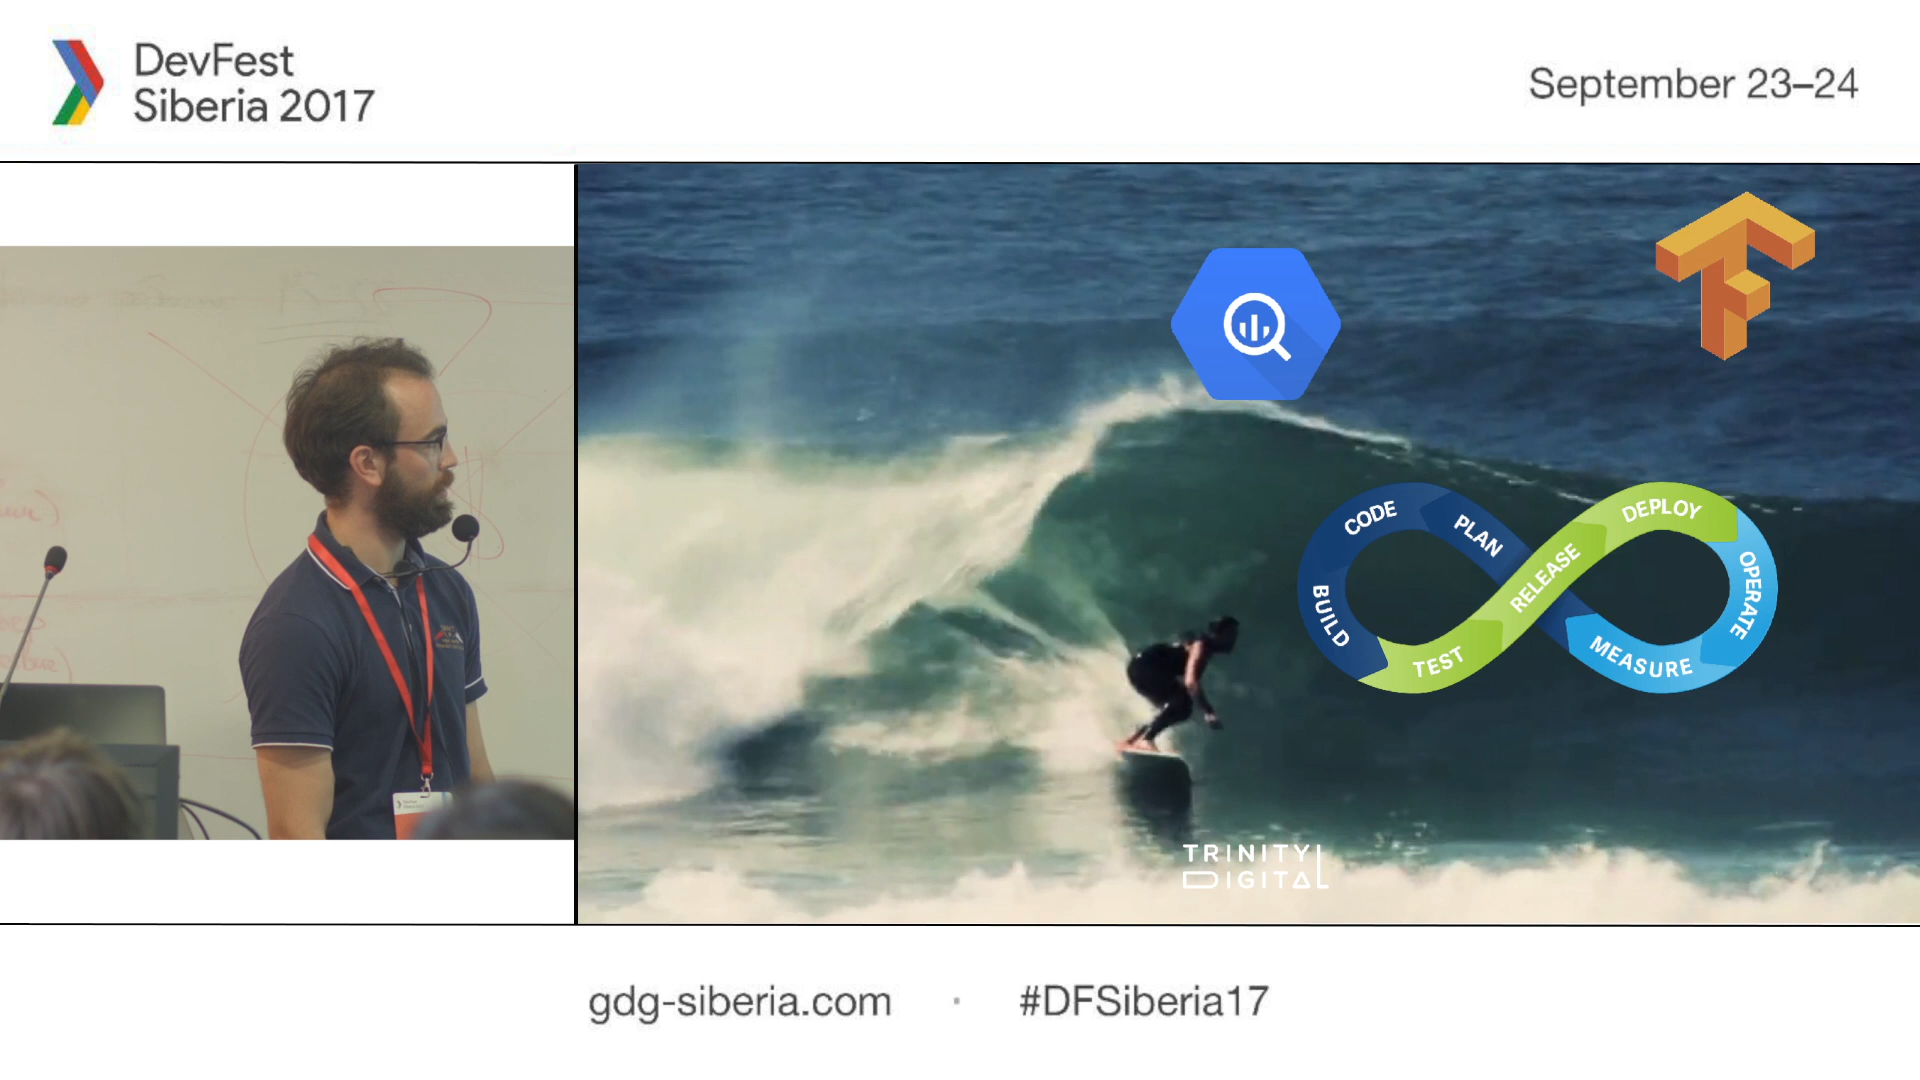 DevFest
Siberia 2017
September 23–24
CODE
PLAN
DEPLOY
RELEASE
OPERATE
BUILD
TEST
MEASURE
TRINITY
DIGITAL
gdg-siberia.com · #DFSiberia17